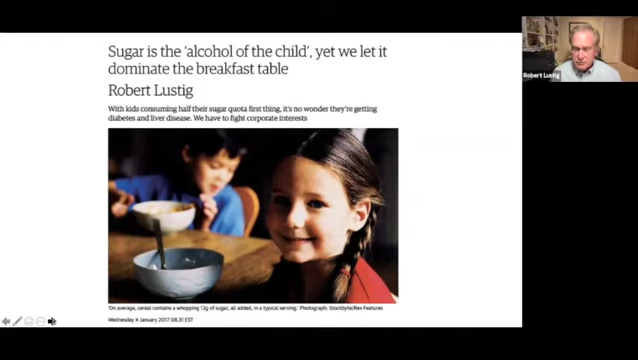 Sugar is the 'alcohol of the child', yet we let it
dominate the breakfast table
Robert Lustig
With kids consuming half their sugar quota first thing, it's no wonder they're getting
diabetes and liver disease. We have to fight corporate interests
'On average, cereal contains a whopping 12g of sugar, all added, in a typical serving.' Photograph: Stockbyte/Rex Features
Wednesday 4 January 2017 08.31 EST
Robert Lustig